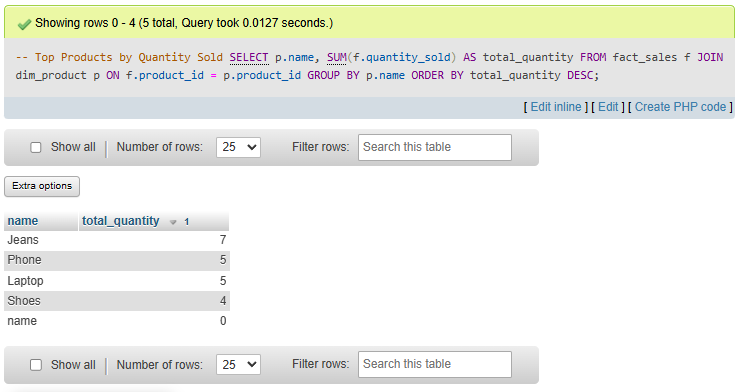 Showing rows 0 - 4 (5 total, Query took 0.0127 seconds.)
-- Top Products by Quantity Sold SELECT p.name, SUM(f.quantity_sold) AS total_quantity FROM fact_sales f JOIN
dim_product p ON f.product_id = p.product_id GROUP BY p.name ORDER BY total_quantity DESC;
[ Edit inline ] [ Edit ] [ Create PHP code ]
Show all Number of rows: 25 Filter rows: Search this table
Extra options
name total_quantity 1
Jeans 7
Phone 5
Laptop 5
Shoes 4
name 0
Show all Number of rows: 25 Filter rows: Search this table